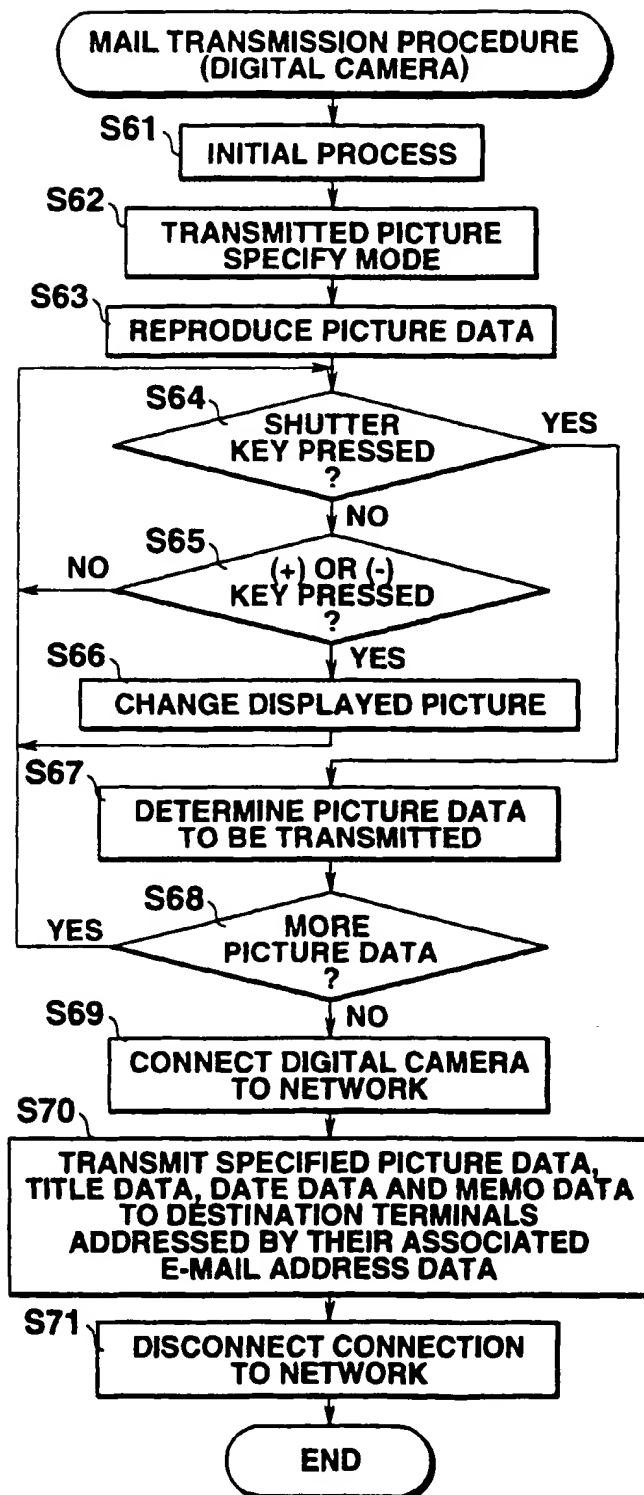 MAIL TRANSMISSION PROCEDURE
(DIGITAL CAMERA)
S61
INITIAL PROCESS
S62
TRANSMITTED PICTURE
SPECIFY MODE
S63
REPRODUCE PICTURE DATA
S64
SHUTTER
KEY PRESSED
?
YES
NO
S65
(+) OR (-)
KEY PRESSED
?
NO
YES
S66
CHANGE DISPLAYED PICTURE
S67
DETERMINE PICTURE DATA
TO BE TRANSMITTED
S68
MORE
PICTURE DATA
?
YES
NO
S69
CONNECT DIGITAL CAMERA
TO NETWORK
S70
TRANSMIT SPECIFIED PICTURE DATA,
TITLE DATA, DATE DATA AND MEMO DATA
TO DESTINATION TERMINALS
ADDRESSED BY THEIR ASSOCIATED
E-MAIL ADDRESS DATA
S71
DISCONNECT CONNECTION
TO NETWORK
END